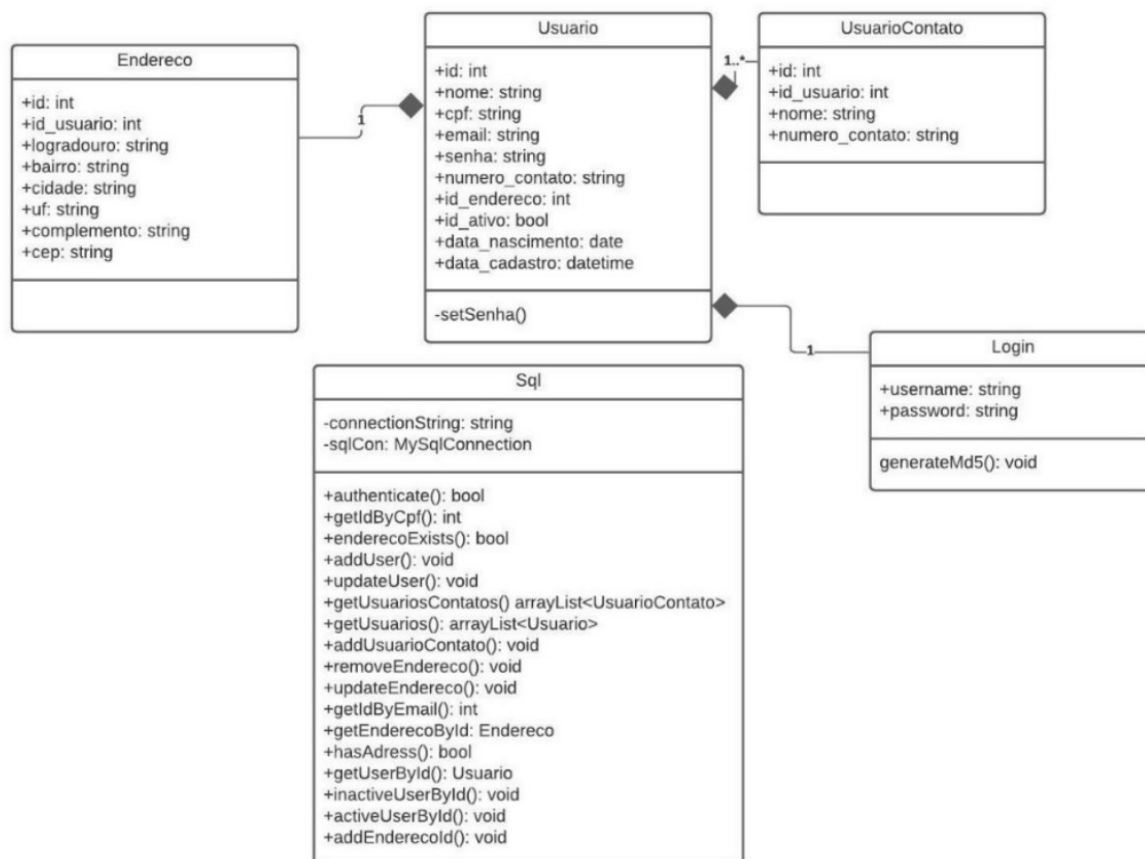 Endereco
+id: int
+id_usuario: int
+logradouro: string
+bairro: string
+cidade: string
+uf: string
+complemento: string
+cep: string
1
Usuario
+id: int
+nome: string
+cpf: string
+email: string
+senha: string
+numero_contato: string
+id_endereco: int
+id_ativo: bool
+data_nascimento: date
+data_cadastro: datetime
-setSenha()
1..*
UsuarioContato
+id: int
+id_usuario: int
+nome: string
+numero_contato: string
1
Login
+username: string
+password: string
generateMd5(): void
Sql
-connectionString: string
-sqlCon: MySqlConnection
+authenticate(): bool
+getIdByCpf(): int
+enderecoExists(): bool
+addUser(): void
+updateUser(): void
+getUsuariosContatos() arrayList<UsuarioContato>
+getUsuarios(): arrayList<Usuario>
+addUsuarioContato(): void
+removeEndereco(): void
+updateEndereco(): void
+getIdByEmail(): int
+getEnderecoById: Endereco
+hasAdress(): bool
+getUserById(): Usuario
+inactiveUserById(): void
+activeUserById(): void
+addEnderecoId(): void